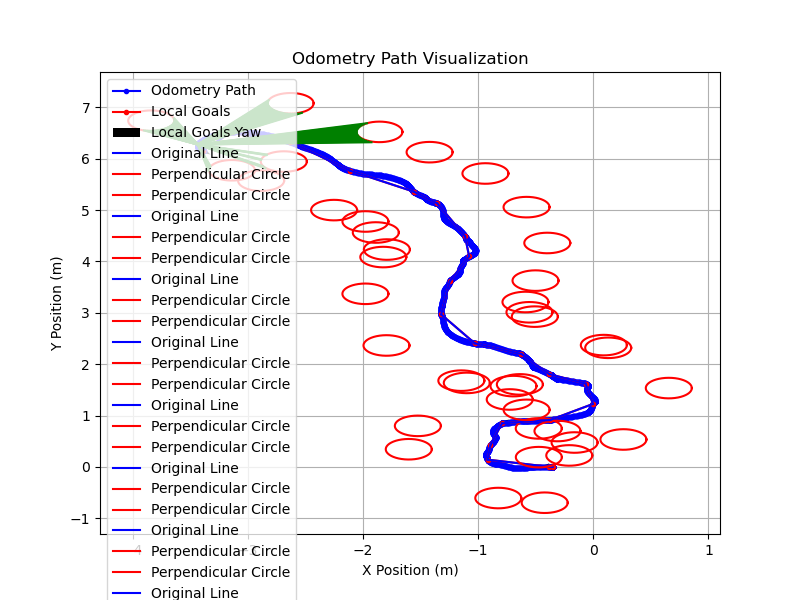 Odometry Path Visualization
Odometry Path
Local Goals
Local Goals Yaw
Original Line
Perpendicular Circle
Perpendicular Circle
Original Line
Perpendicular Circle
Perpendicular Circle
Original Line
Perpendicular Circle
Perpendicular Circle
Original Line
Perpendicular Circle
Perpendicular Circle
Original Line
Perpendicular Circle
Perpendicular Circle
Original Line
Perpendicular Circle
Perpendicular Circle
Original Line
Perpendicular Circle
Perpendicular Circle
Original Line
7
6
5
4
3
2
1
0
−1
Y Position (m)
−4
−3
−2
−1
0
1
X Position (m)